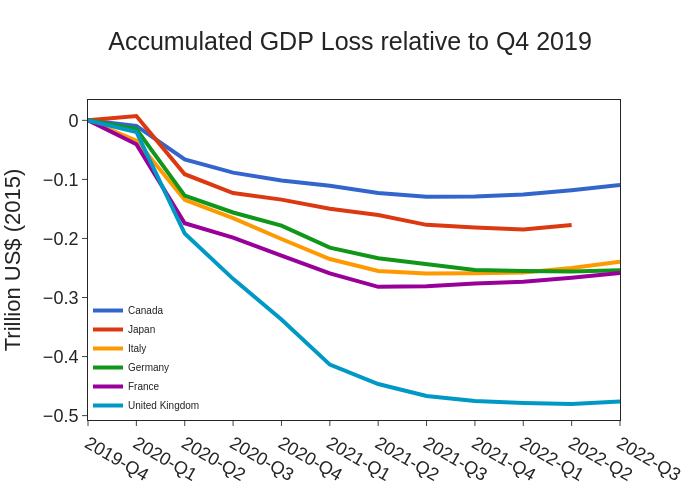 Accumulated GDP Loss relative to Q4 2019
Trillion US$ (2015)
0
−0.1
−0.2
−0.3
−0.4
−0.5
Canada
Japan
Italy
Germany
France
United Kingdom
2019-Q4
2020-Q1
2020-Q2
2020-Q3
2020-Q4
2021-Q1
2021-Q2
2021-Q3
2021-Q4
2022-Q1
2022-Q2
2022-Q3